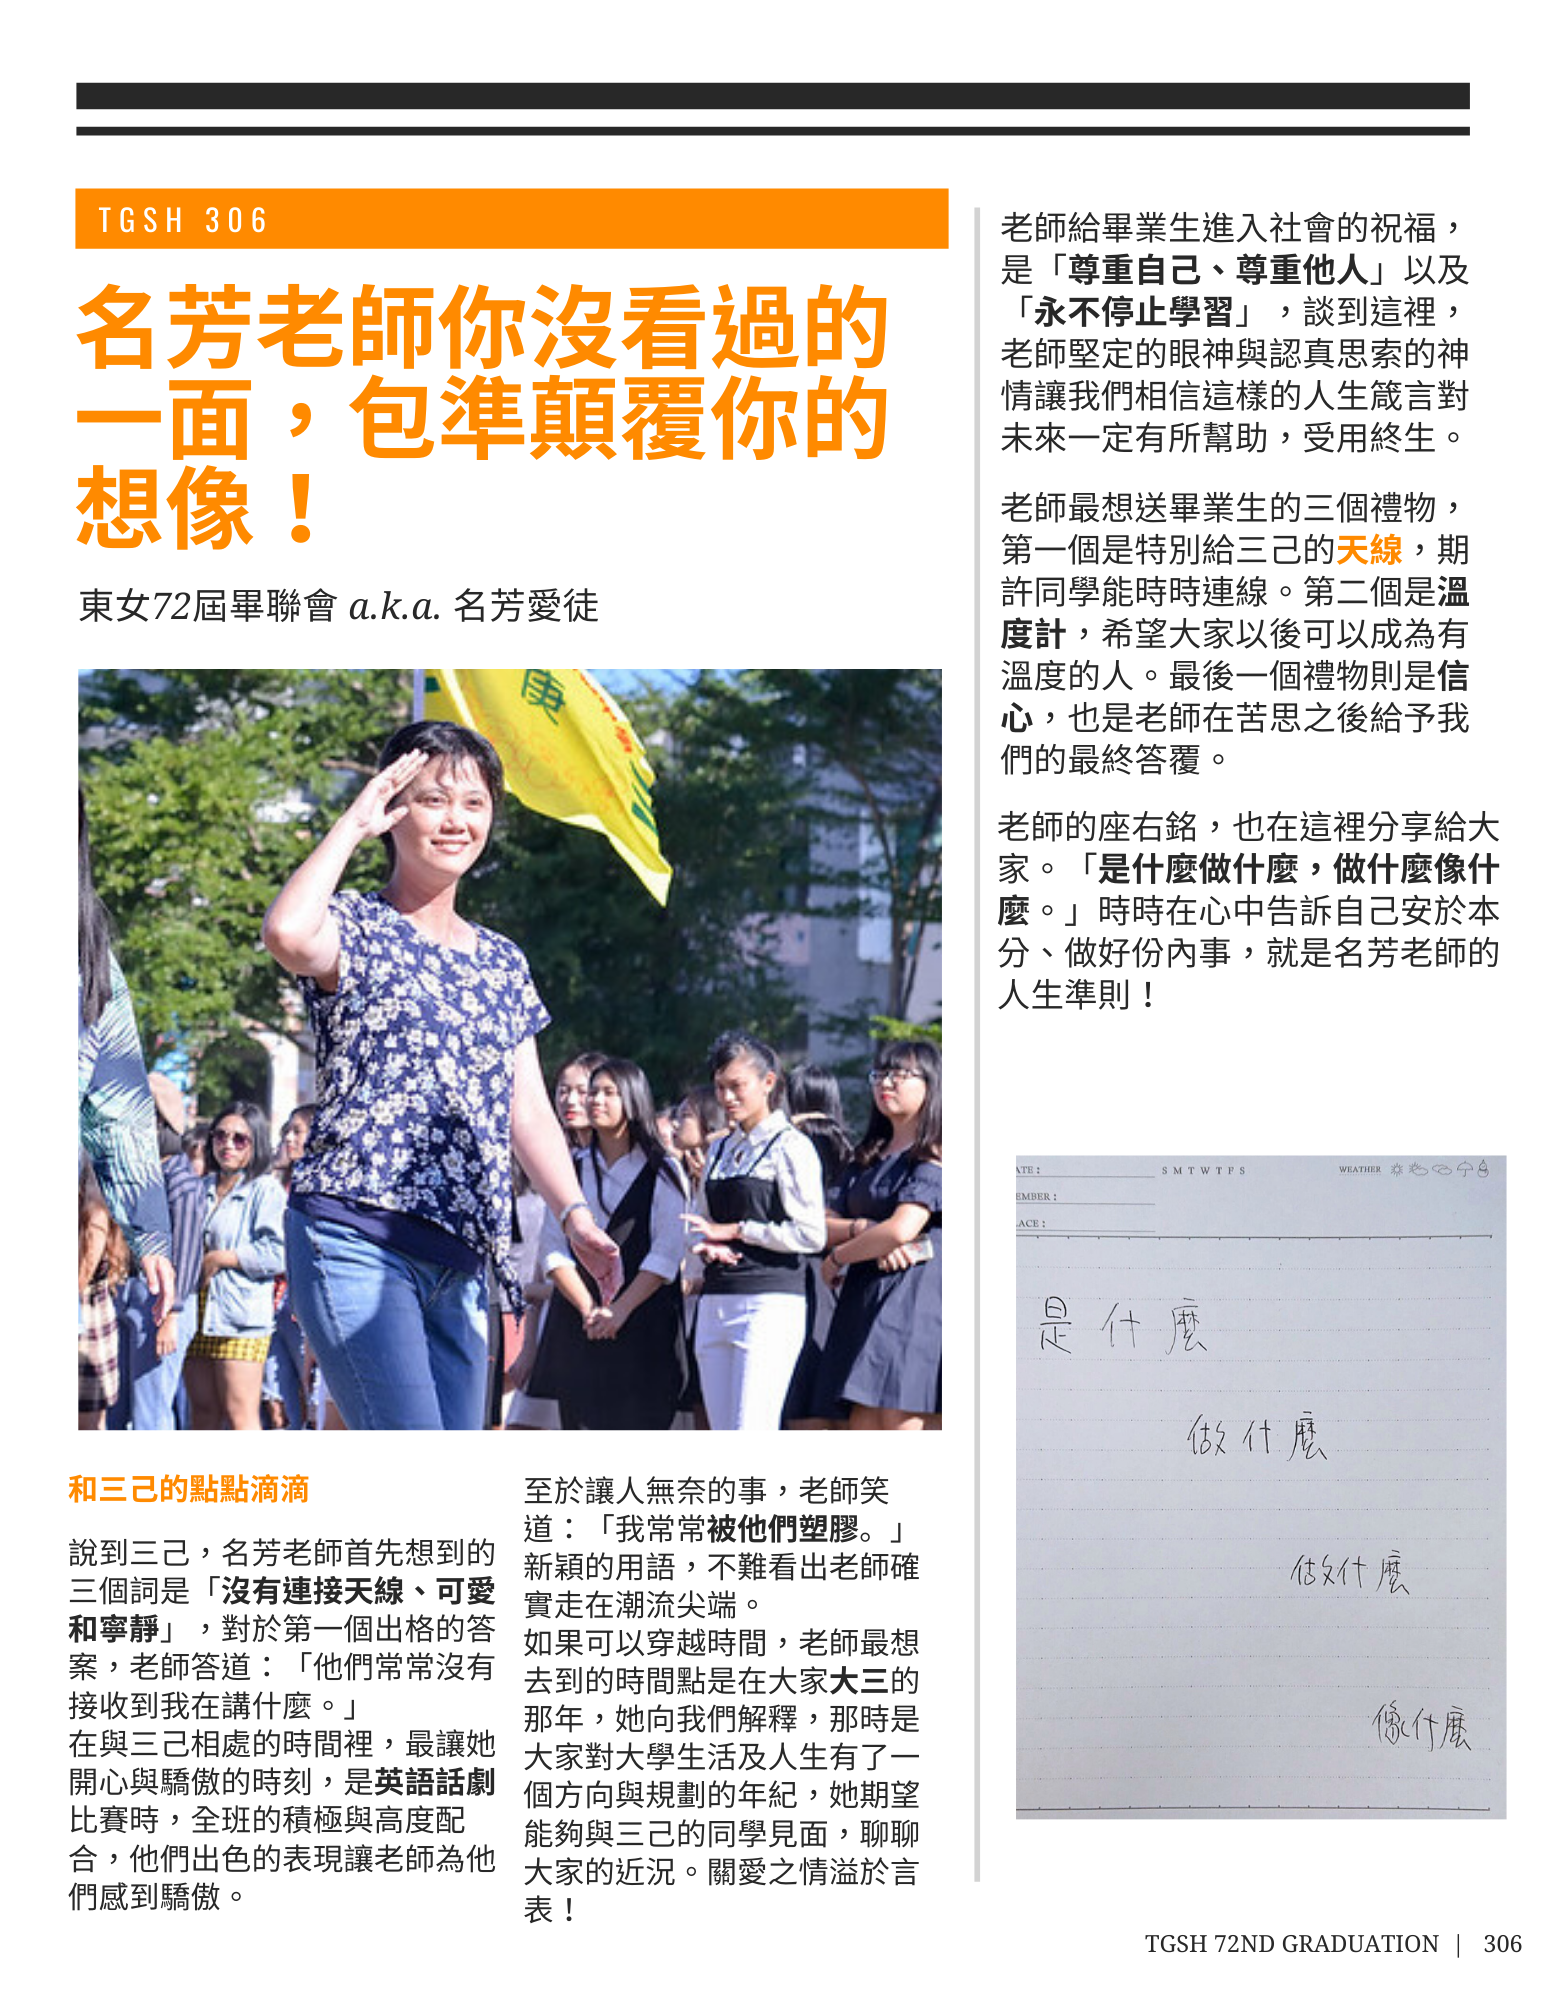 TGSH 306
名芳老師你沒看過的
一面，包準顛覆你的
想像！
東女72屆畢聯會 a.k.a. 名芳愛徒
庚
和三己的點點滴滴
說到三己，名芳老師首先想到的
三個詞是「沒有連接天線、可愛
和寧靜」，對於第一個出格的答
案，老師答道：「他們常常沒有
接收到我在講什麼。」
在與三己相處的時間裡，最讓她
開心與驕傲的時刻，是英語話劇
比賽時，全班的積極與高度配
合，他們出色的表現讓老師為他
們感到驕傲。
至於讓人無奈的事，老師笑
道：「我常常被他們塑膠。」
新穎的用語，不難看出老師確
實走在潮流尖端。
如果可以穿越時間，老師最想
去到的時間點是在大家大三的
那年，她向我們解釋，那時是
大家對大學生活及人生有了一
個方向與規劃的年紀，她期望
能夠與三己的同學見面，聊聊
大家的近況。關愛之情溢於言
表！
老師給畢業生進入社會的祝福，
是「尊重自己、尊重他人」以及
「永不停止學習」，談到這裡，
老師堅定的眼神與認真思索的神
情讓我們相信這樣的人生箴言對
未來一定有所幫助，受用終生。
老師最想送畢業生的三個禮物，
第一個是特別給三己的天線，期
許同學能時時連線。第二個是溫
度計，希望大家以後可以成為有
溫度的人。最後一個禮物則是信
心，也是老師在苦思之後給予我
們的最終答覆。
老師的座右銘，也在這裡分享給大
家。「是什麼做什麼，做什麼像什
麼。」時時在心中告訴自己安於本
分、做好份內事，就是名芳老師的
人生準則！
ATE : S M T W T F S WEATHER
EMBER :
LACE :
是什麼
做什麼
做什麼
像什麼
TGSH 72ND GRADUATION | 306